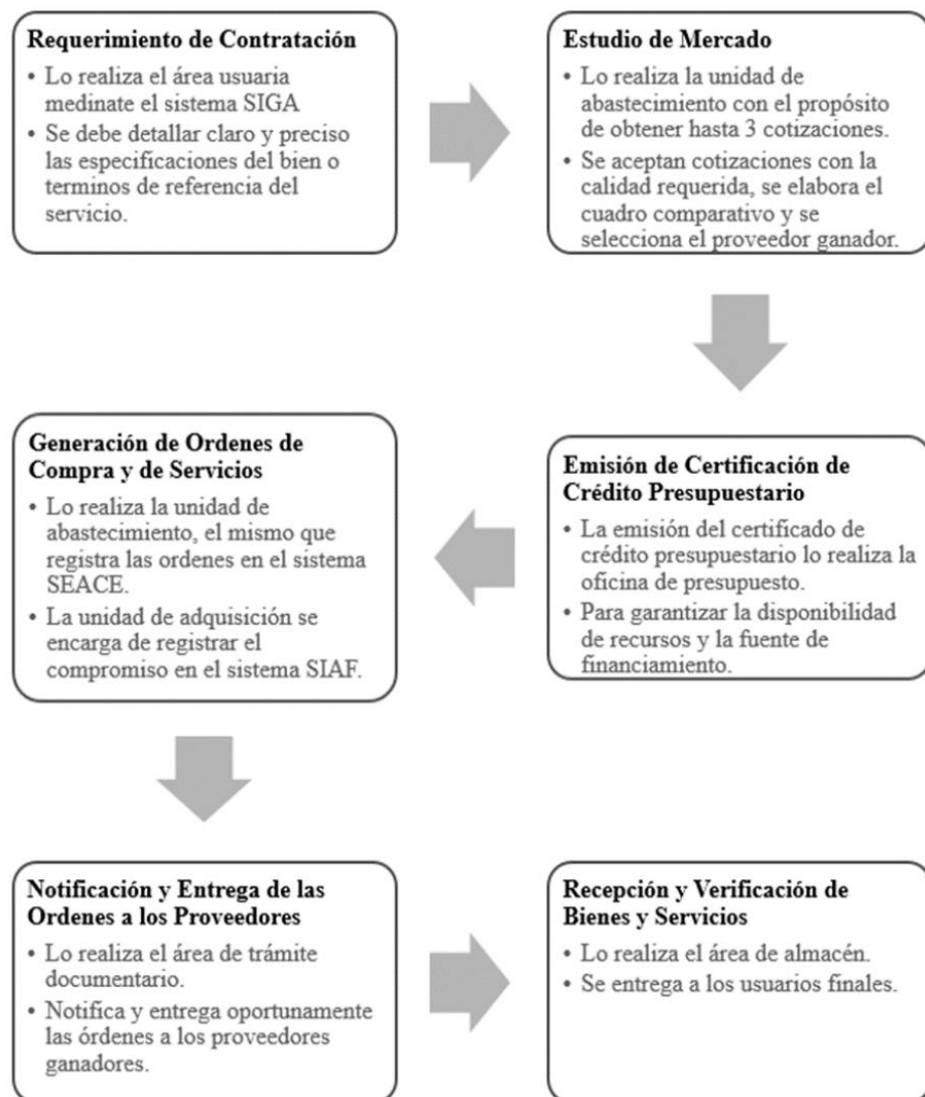 Requerimiento de Contratación
• Lo realiza el área usuaria
medinate el sistema SIGA
• Se debe detallar claro y preciso
las especificaciones del bien o
terminos de referencia del
servicio.
Estudio de Mercado
• Lo realiza la unidad de
abastecimiento con el propósito
de obtener hasta 3 cotizaciones.
• Se aceptan cotizaciones con la
calidad requerida, se elabora el
cuadro comparativo y se
selecciona el proveedor ganador.
Emisión de Certificación de
Crédito Presupuestario
• La emisión del certificado de
crédito presupuestario lo realiza la
oficina de presupuesto.
• Para garantizar la disponibilidad
de recursos y la fuente de
financiamiento.
Generación de Ordenes de
Compra y de Servicios
• Lo realiza la unidad de
abastecimiento, el mismo que
registra las ordenes en el sistema
SEACE.
• La unidad de adquisición se
encarga de registrar el
compromiso en el sistema SIAF.
Notificación y Entrega de las
Ordenes a los Proveedores
• Lo realiza el área de trámite
documentario.
• Notifica y entrega oportunamente
las órdenes a los proveedores
ganadores.
Recepción y Verificación de
Bienes y Servicios
• Lo realiza el área de almacén.
• Se entrega a los usuarios finales.